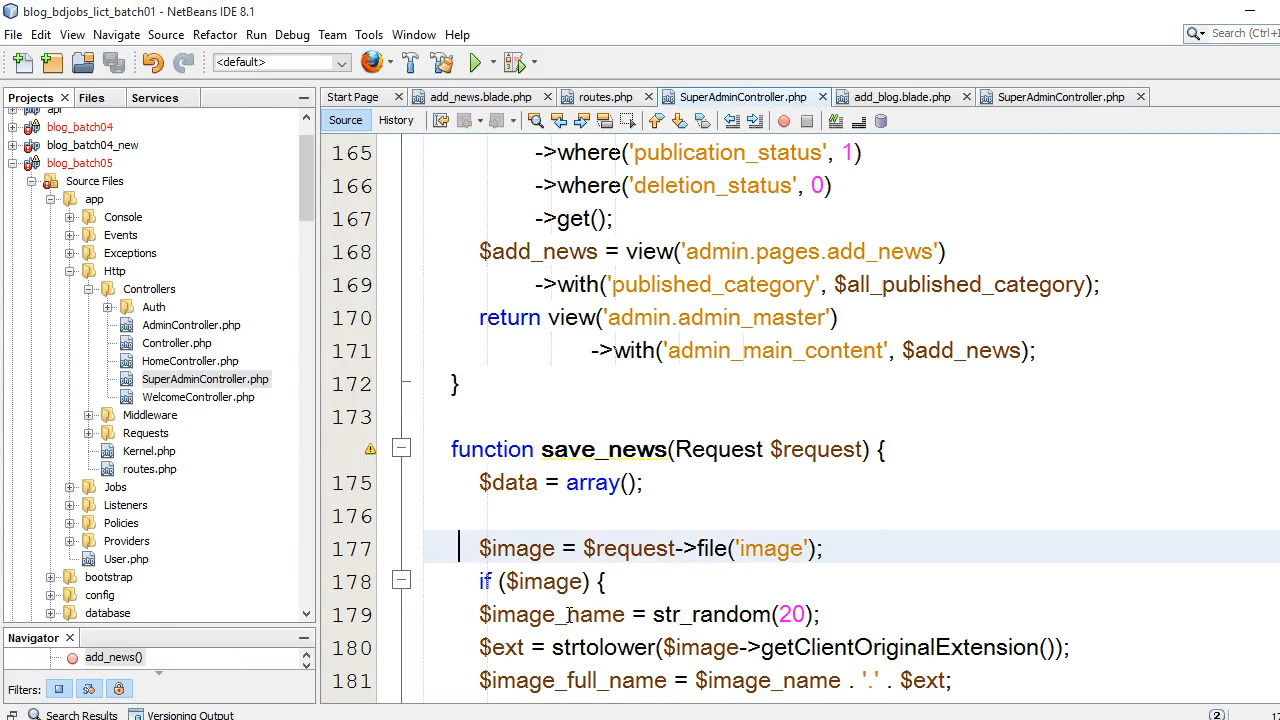 blog_bdjobs_lict_batch01 - NetBeans IDE 8.1
File Edit View Navigate Source Refactor Run Debug Team Tools Window Help
Search (Ctrl+I
<default>
Projects Files Services
Start Page add_news.blade.php routes.php SuperAdminController.php add_blog.blade.php SuperAdminController.php
Source History
api
blog_batch04
blog_batch04_new
blog_batch05
Source Files
app
Console
Events
Exceptions
Http
Controllers
Auth
AdminController.php
Controller.php
HomeController.php
SuperAdminController.php
WelcomeController.php
Middleware
Requests
Kernel.php
routes.php
Jobs
Listeners
Policies
Providers
User.php
bootstrap
config
database
Navigator
add_news()
Filters:
165 ->where('publication_status', 1)
166 ->where('deletion_status', 0)
167 ->get();
168 $add_news = view('admin.pages.add_news')
169 ->with('published_category', $all_published_category);
170 return view('admin.admin_master')
171 ->with('admin_main_content', $add_news);
172 }
173
function save_news(Request $request) {
175 $data = array();
176
177 $image = $request->file('image');
178 if ($image) {
179 $image_name = str_random(20);
180 $ext = strtolower($image->getClientOriginalExtension());
181 $image_full_name = $image_name . '.' . $ext;
Search Results Versioning Output
2